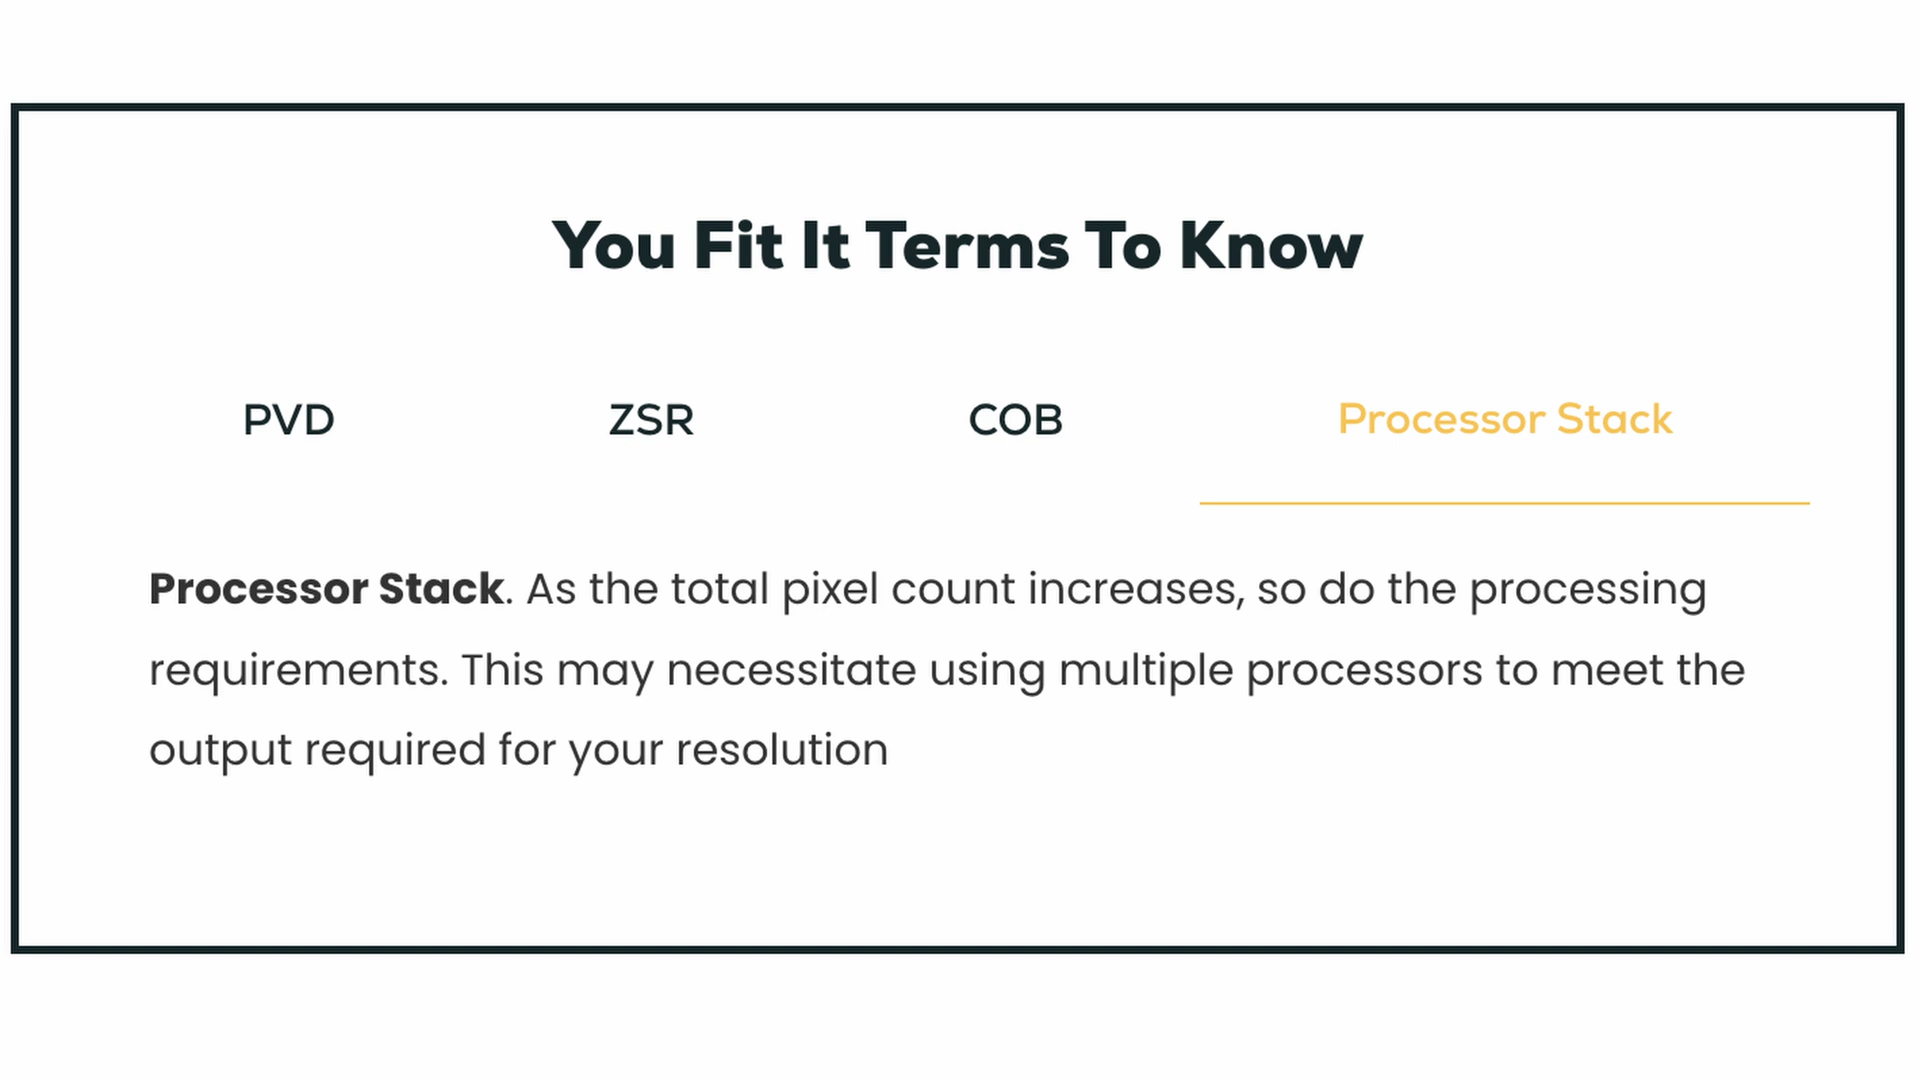 You Fit It Terms To Know
PVD ZSR COB Processor Stack
Processor Stack. As the total pixel count increases, so do the processing
requirements. This may necessitate using multiple processors to meet the
output required for your resolution